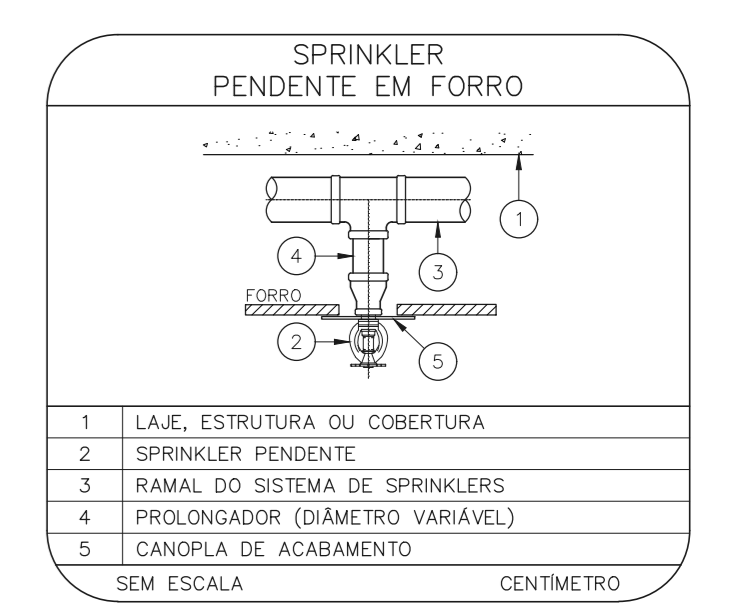 SPRINKLER
PENDENTE EM FORRO
1
4
3
FORRO
2
5
1 LAJE, ESTRUTURA OU COBERTURA
2 SPRINKLER PENDENTE
3 RAMAL DO SISTEMA DE SPRINKLERS
4 PROLONGADOR (DIÂMETRO VARIÁVEL)
5 CANOPLA DE ACABAMENTO
SEM ESCALA CENTÍMETRO